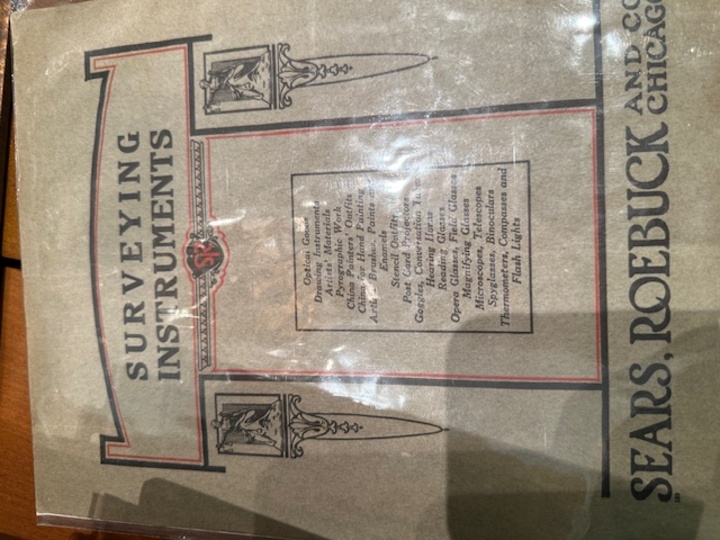 SURVEYING
INSTRUMENTS
SR
Optical Goods
Drawing Instruments
Artists' Materials
Pyrographic Work
China Painters' Outfits
China for Hand Painting
Artists' Brushes, Paints and
Enamels
Stencil Outfits
Post Card Projectors
Goggles, Conversation Tubes
Hearing Horns
Reading Glasses
Opera Glasses, Field Glasses
Magnifying Glasses
Microscopes, Telescopes
Spyglasses, Binoculars
Thermometers, Compasses and
Flash Lights
SEARS, ROEBUCK AND CO
CHICAGO